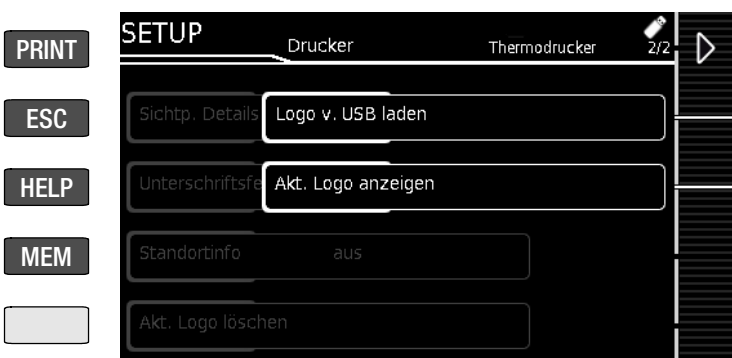 PRINT
SETUP
Drucker
Thermodrucker
2/2
ESC
Sichtp. Details
Logo v. USB laden
HELP
Unterschriftsfe
Akt. Logo anzeigen
MEM
Standortinfo aus
Akt. Logo löschen